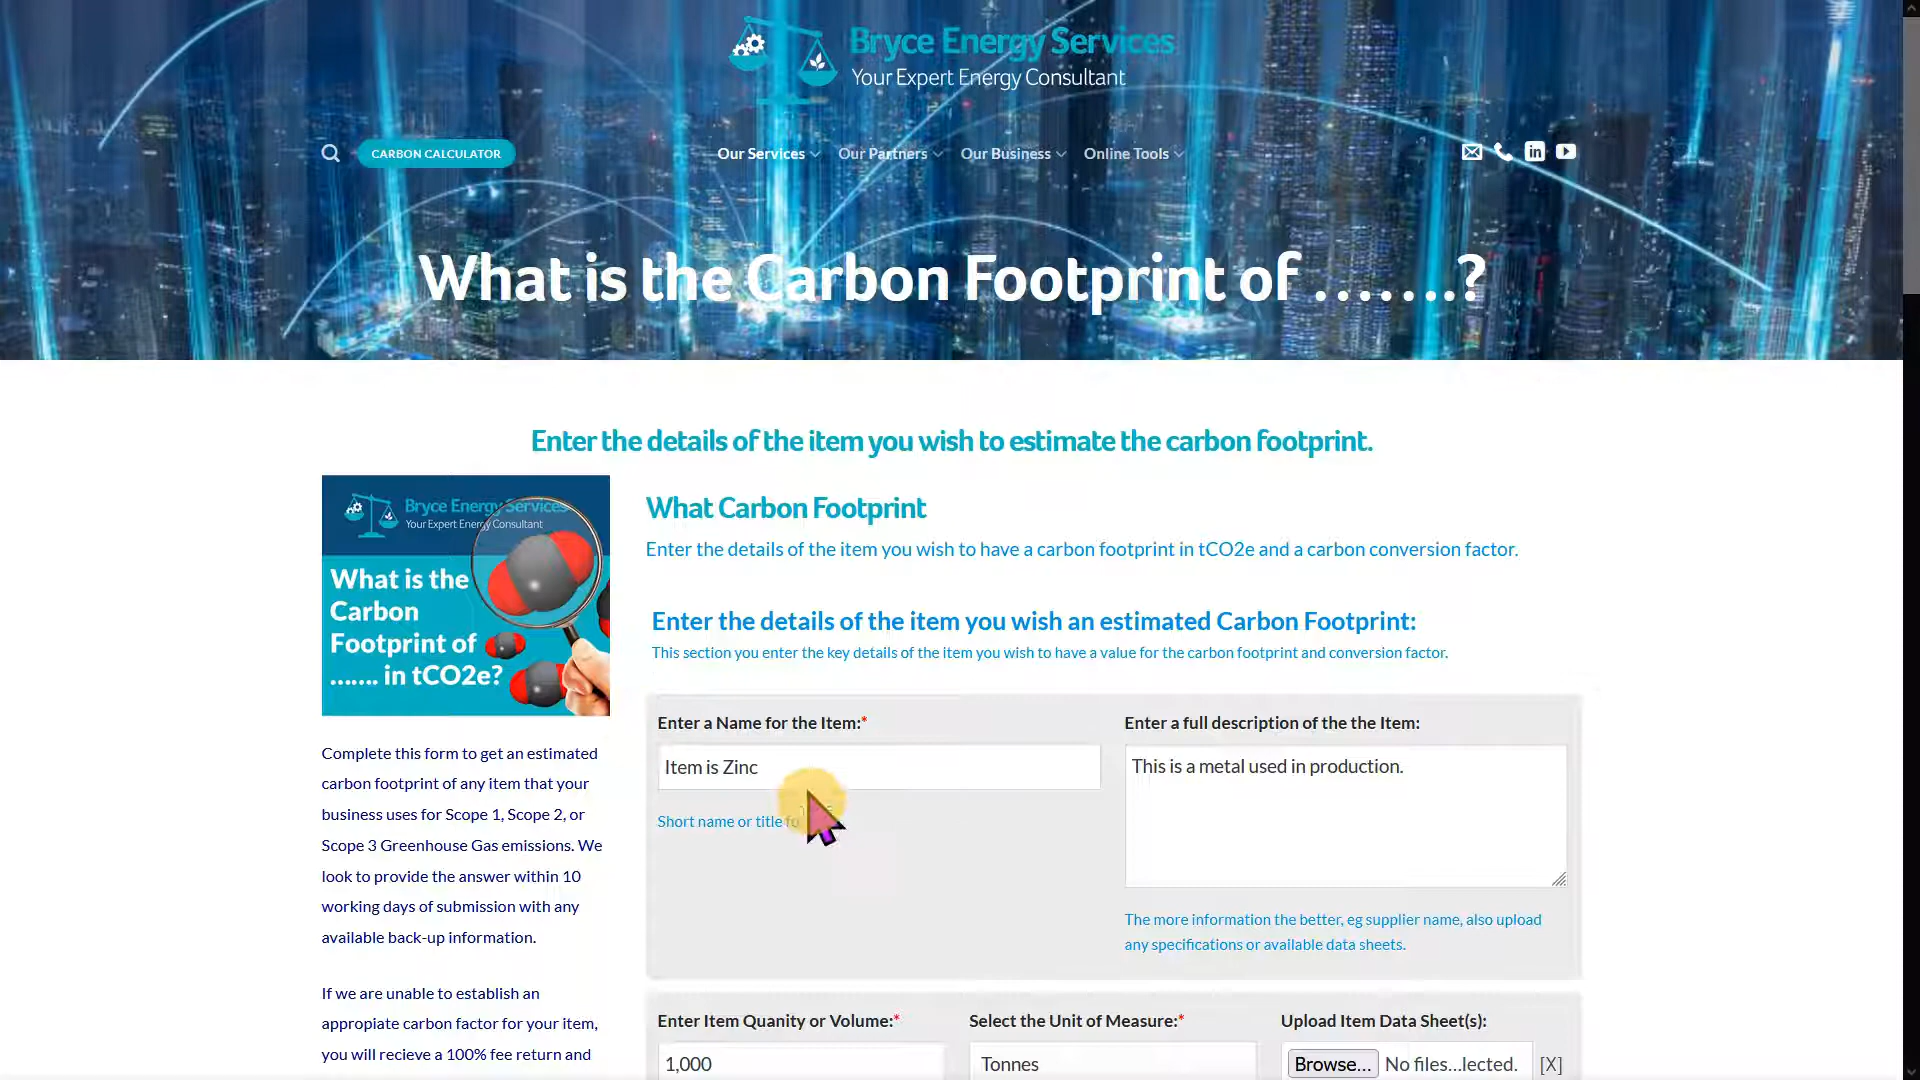 Bryce Energy Services
Your Expert Energy Consultant
CARBON CALCULATOR
Our Services
Our Partners
Our Business
Online Tools
What is the Carbon Footprint of …….?
Enter the details of the item you wish to estimate the carbon footprint.
Bryce Energy Services
Your Expert Energy Consultant
What is the
Carbon
Footprint of
……. in tCO2e?
Complete this form to get an estimated
carbon footprint of any item that your
business uses for Scope 1, Scope 2, or
Scope 3 Greenhouse Gas emissions. We
look to provide the answer within 10
working days of submission with any
available back-up information.
If we are unable to establish an
appropiate carbon factor for your item,
you will recieve a 100% fee return and
What Carbon Footprint
Enter the details of the item you wish to have a carbon footprint in tCO2e and a carbon conversion factor.
Enter the details of the item you wish an estimated Carbon Footprint:
This section you enter the key details of the item you wish to have a value for the carbon footprint and conversion factor.
Enter a Name for the Item:*
Item is Zinc
Short name or title
Enter a full description of the the Item:
This is a metal used in production.
The more information the better, eg supplier name, also upload
any specifications or available data sheets.
Enter Item Quanity or Volume:*
1,000
Select the Unit of Measure:*
Tonnes
Upload Item Data Sheet(s):
Browse... No files...lected. [X]